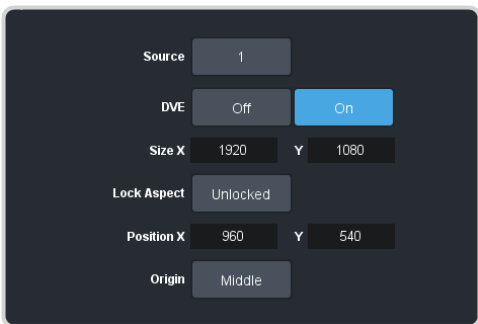 Source 1
DVE Off On
Size X 1920 Y 1080
Lock Aspect Unlocked
Position X 960 Y 540
Origin Middle